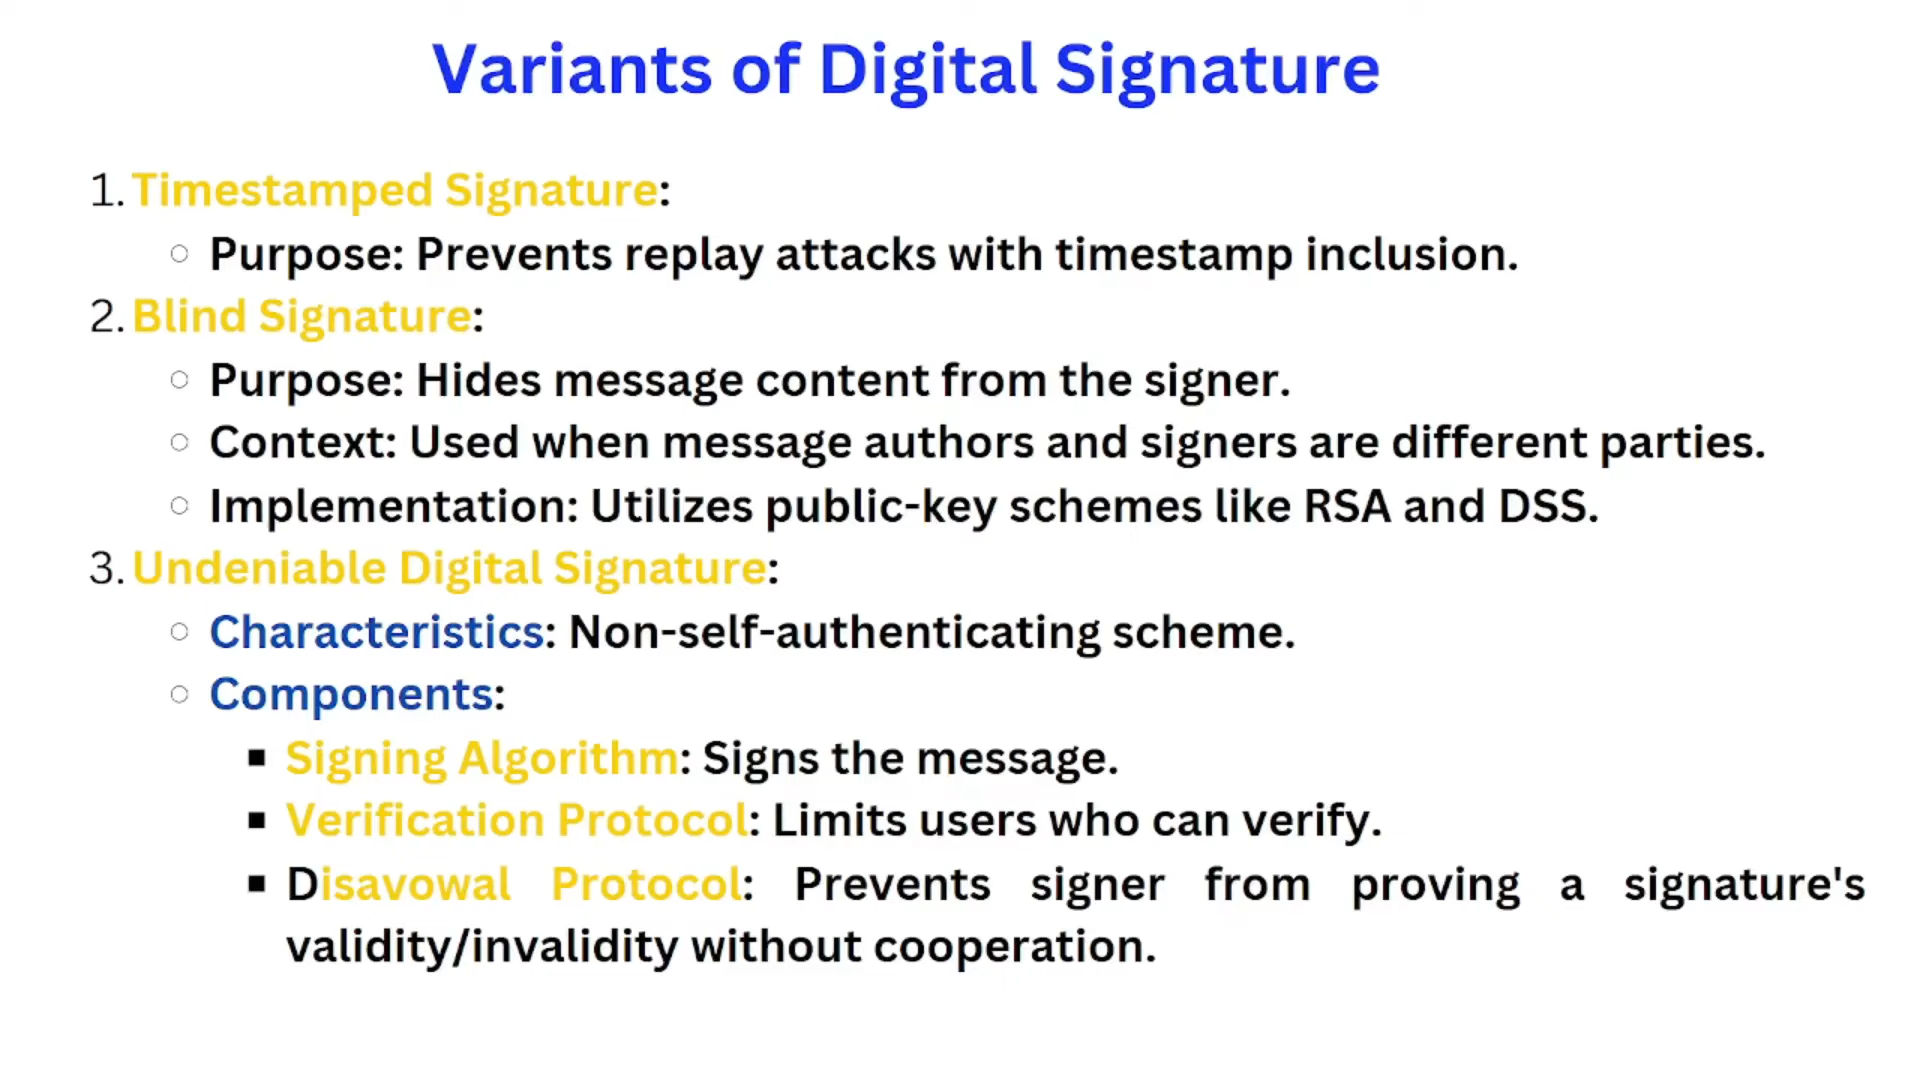 Variants of Digital Signature
1. Timestamped Signature:
○ Purpose: Prevents replay attacks with timestamp inclusion.
2. Blind Signature:
○ Purpose: Hides message content from the signer.
○ Context: Used when message authors and signers are different parties.
○ Implementation: Utilizes public-key schemes like RSA and DSS.
3. Undeniable Digital Signature:
○ Characteristics: Non-self-authenticating scheme.
○ Components:
■ Signing Algorithm: Signs the message.
■ Verification Protocol: Limits users who can verify.
■ Disavowal Protocol: Prevents signer from proving a signature's
validity/invalidity without cooperation.